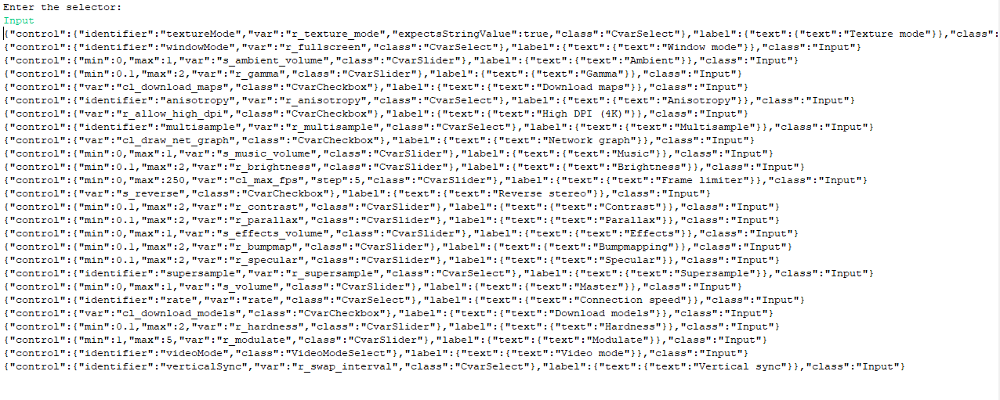 Enter the selector:
Input
{"control":{"identifier":"textureMode","var":"r_texture_mode","expectsStringValue":true,"class":"CvarSelect"},"label":{"text":{"text":"Texture mode"}},"class":
{"control":{"identifier":"windowMode","var":"r_fullscreen","class":"CvarSelect"},"label":{"text":{"text":"Window mode"}},"class":"Input"}
{"control":{"min":0,"max":1,"var":"s_ambient_volume","class":"CvarSlider"},"label":{"text":{"text":"Ambient"}},"class":"Input"}
{"control":{"min":0.1,"max":2,"var":"r_gamma","class":"CvarSlider"},"label":{"text":{"text":"Gamma"}},"class":"Input"}
{"control":{"var":"cl_download_maps","class":"CvarCheckbox"},"label":{"text":{"text":"Download maps"}},"class":"Input"}
{"control":{"identifier":"anisotropy","var":"r_anisotropy","class":"CvarSelect"},"label":{"text":{"text":"Anisotropy"}},"class":"Input"}
{"control":{"var":"r_allow_high_dpi","class":"CvarCheckbox"},"label":{"text":{"text":"High DPI (4K)"}},"class":"Input"}
{"control":{"identifier":"multisample","var":"r_multisample","class":"CvarSelect"},"label":{"text":{"text":"Multisample"}},"class":"Input"}
{"control":{"var":"cl_draw_net_graph","class":"CvarCheckbox"},"label":{"text":{"text":"Network graph"}},"class":"Input"}
{"control":{"min":0,"max":1,"var":"s_music_volume","class":"CvarSlider"},"label":{"text":{"text":"Music"}},"class":"Input"}
{"control":{"min":0.1,"max":2,"var":"r_brightness","class":"CvarSlider"},"label":{"text":{"text":"Brightness"}},"class":"Input"}
{"control":{"min":0,"max":250,"var":"cl_max_fps","step":5,"class":"CvarSlider"},"label":{"text":{"text":"Frame limiter"}},"class":"Input"}
{"control":{"var":"s_reverse","class":"CvarCheckbox"},"label":{"text":{"text":"Reverse stereo"}},"class":"Input"}
{"control":{"min":0.1,"max":2,"var":"r_contrast","class":"CvarSlider"},"label":{"text":{"text":"Contrast"}},"class":"Input"}
{"control":{"min":0.1,"max":2,"var":"r_parallax","class":"CvarSlider"},"label":{"text":{"text":"Parallax"}},"class":"Input"}
{"control":{"min":0,"max":1,"var":"s_effects_volume","class":"CvarSlider"},"label":{"text":{"text":"Effects"}},"class":"Input"}
{"control":{"min":0.1,"max":2,"var":"r_bumpmap","class":"CvarSlider"},"label":{"text":{"text":"Bumpmapping"}},"class":"Input"}
{"control":{"min":0.1,"max":2,"var":"r_specular","class":"CvarSlider"},"label":{"text":{"text":"Specular"}},"class":"Input"}
{"control":{"identifier":"supersample","var":"r_supersample","class":"CvarSelect"},"label":{"text":{"text":"Supersample"}},"class":"Input"}
{"control":{"min":0,"max":1,"var":"s_volume","class":"CvarSlider"},"label":{"text":{"text":"Master"}},"class":"Input"}
{"control":{"identifier":"rate","var":"rate","class":"CvarSelect"},"label":{"text":{"text":"Connection speed"}},"class":"Input"}
{"control":{"var":"cl_download_models","class":"CvarCheckbox"},"label":{"text":{"text":"Download models"}},"class":"Input"}
{"control":{"min":0.1,"max":2,"var":"r_hardness","class":"CvarSlider"},"label":{"text":{"text":"Hardness"}},"class":"Input"}
{"control":{"min":1,"max":5,"var":"r_modulate","class":"CvarSlider"},"label":{"text":{"text":"Modulate"}},"class":"Input"}
{"control":{"identifier":"videoMode","class":"VideoModeSelect"},"label":{"text":{"text":"Video mode"}},"class":"Input"}
{"control":{"identifier":"verticalSync","var":"r_swap_interval","class":"CvarSelect"},"label":{"text":{"text":"Vertical sync"}},"class":"Input"}